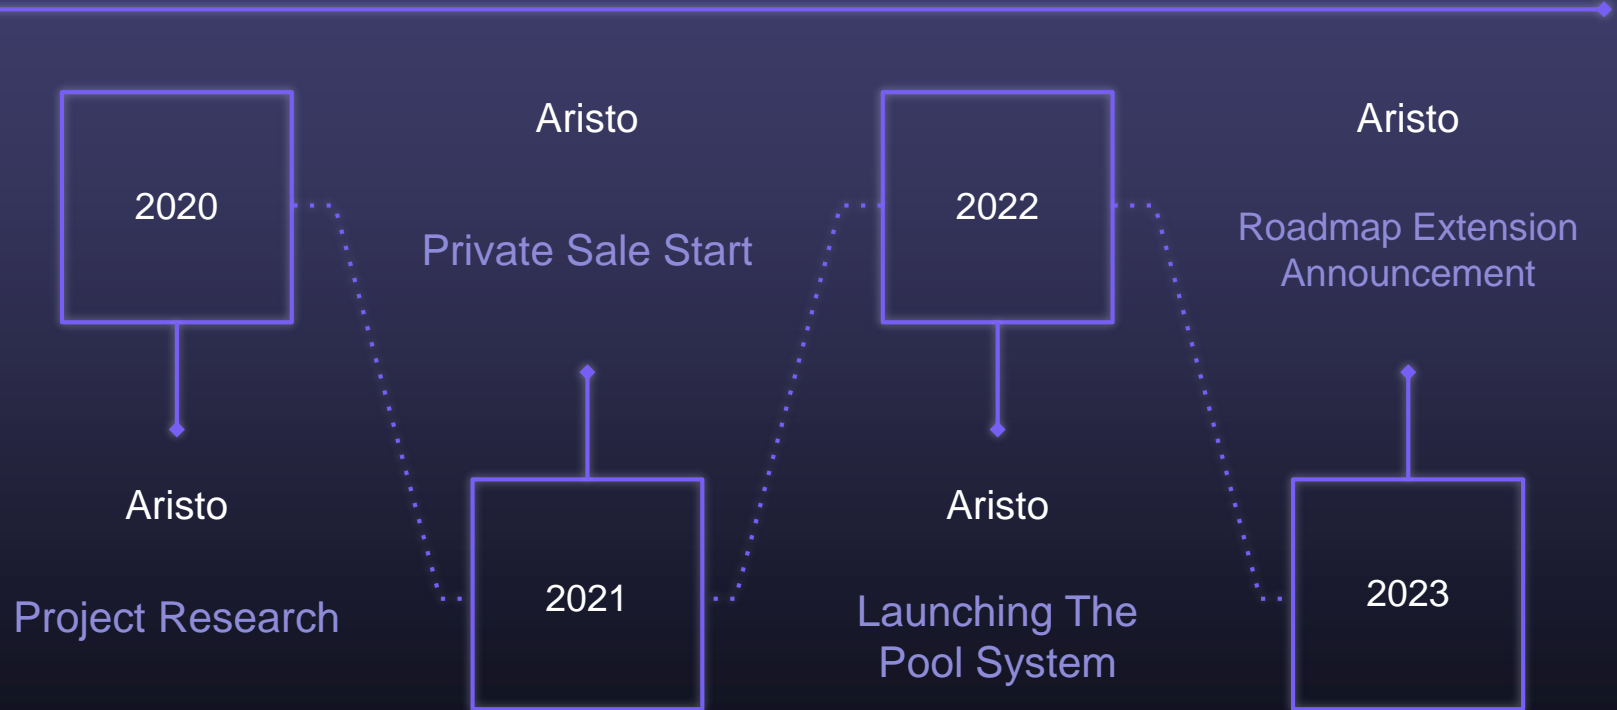 2020
Aristo
Project Research
Aristo
Private Sale Start
2021
2022
Aristo
Launching The
Pool System
Aristo
Roadmap Extension
Announcement
2023